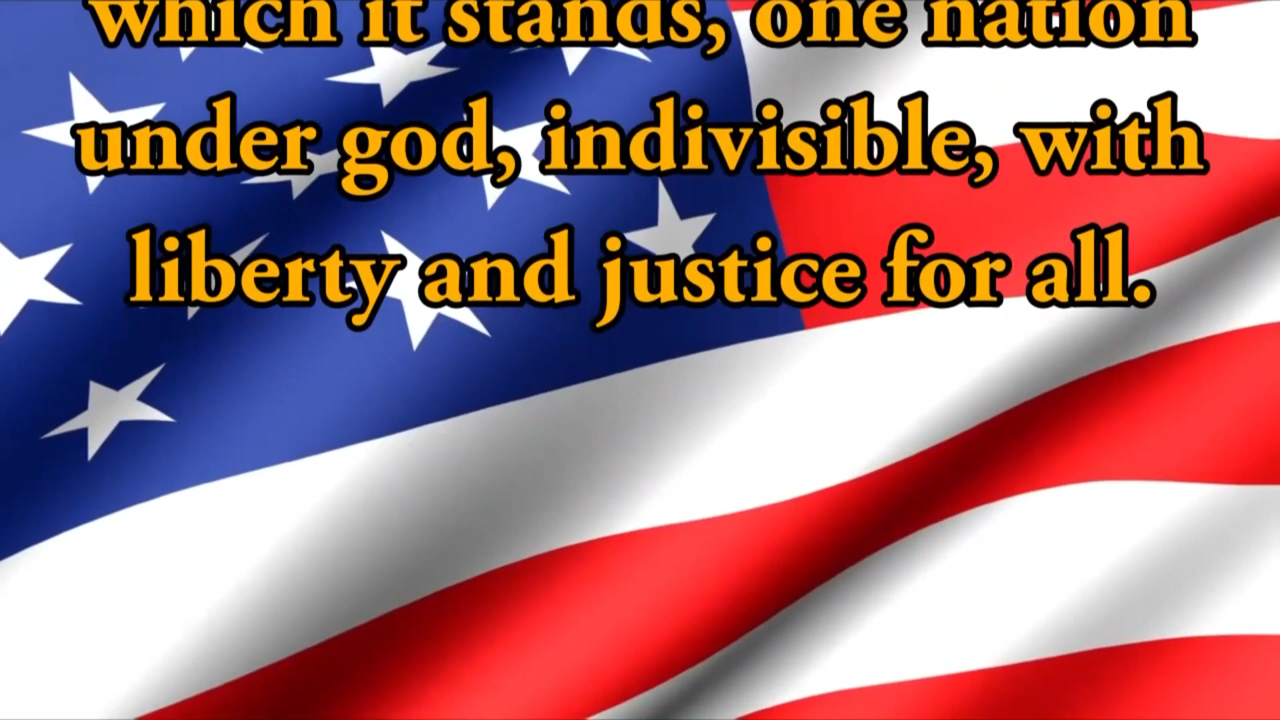 which it stands, one nation
under god, indivisible, with
liberty and justice for all.